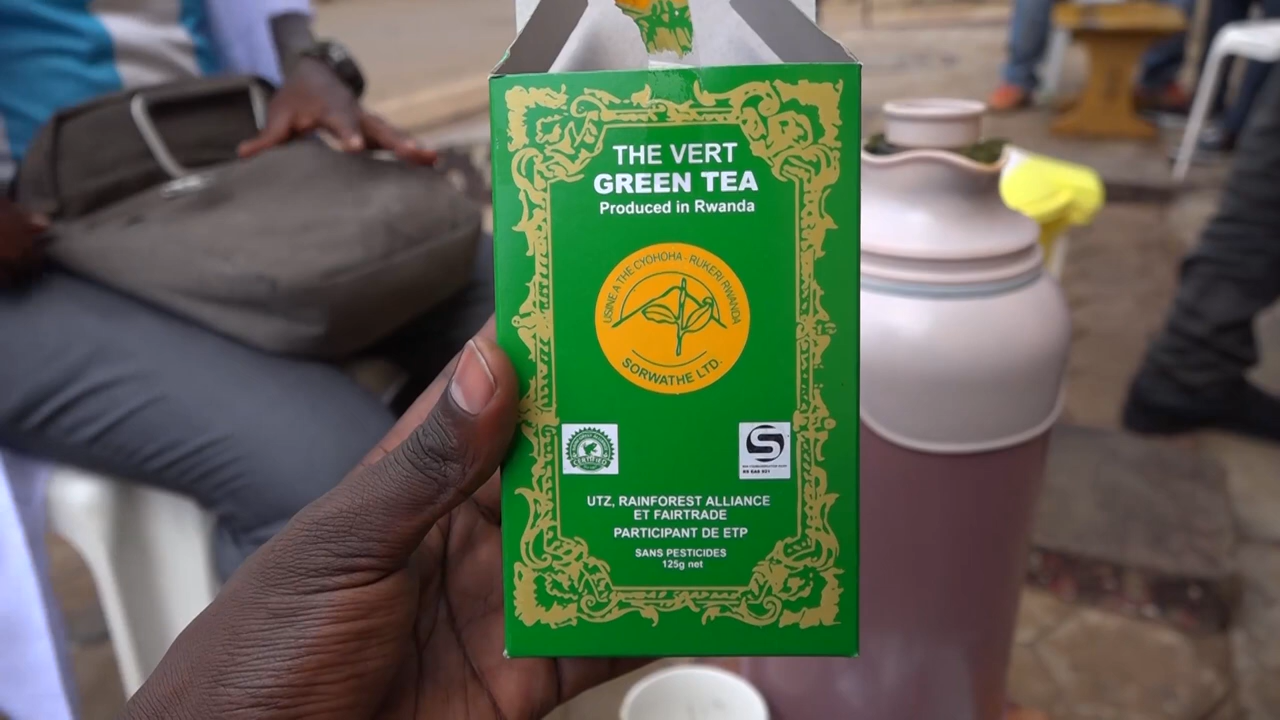 THE VERT
GREEN TEA
Produced in Rwanda
USINE A THE CYOHOHA - RUKERI RWANDA
SORWATHE LTD.
CERTIFIED
S
UTZ, RAINFOREST ALLIANCE
ET FAIRTRADE
PARTICIPANT DE ETP
SANS PESTICIDES
125g net